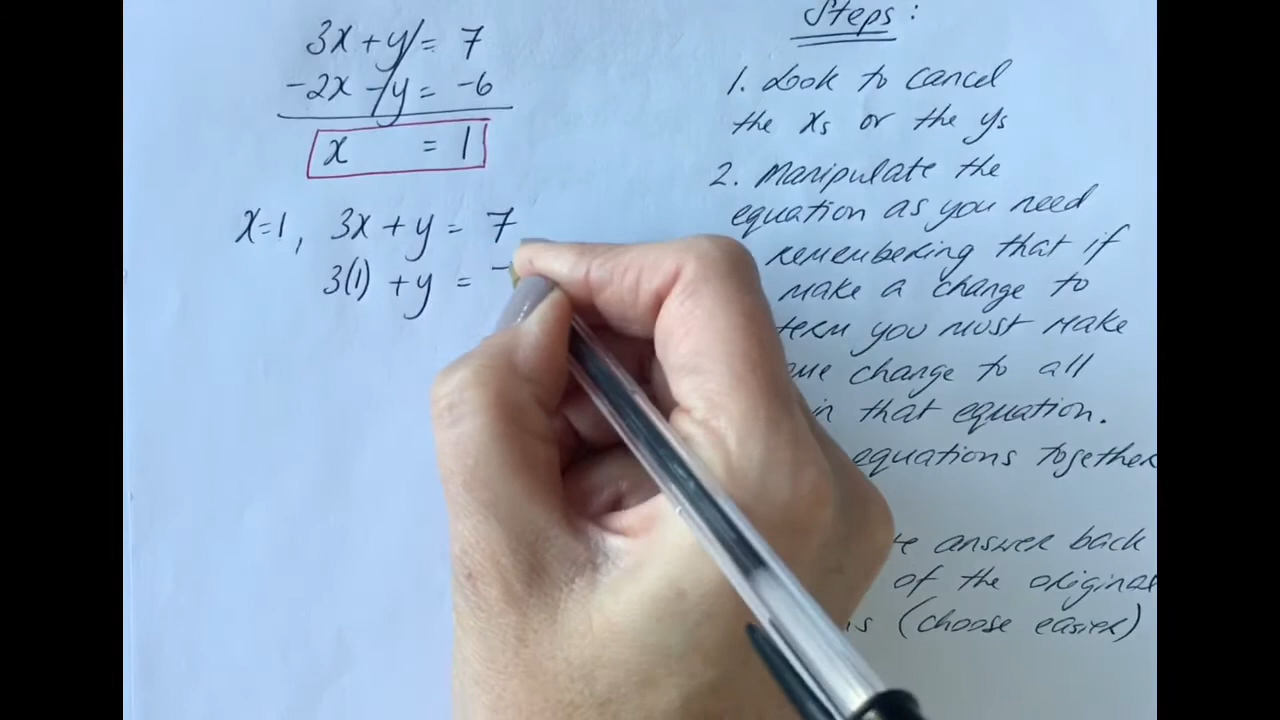 3x + y = 7
-2x - y = -6
x = 1
x=1, 3x + y = 7
3(1) + y =
Steps:
1. Look to cancel
the xs or the ys
2. Manipulate the
equation as you need
remembering that if
make a change to
term you must make
change to all
in that equation.
equations together
answer back
of the original
(choose easier)